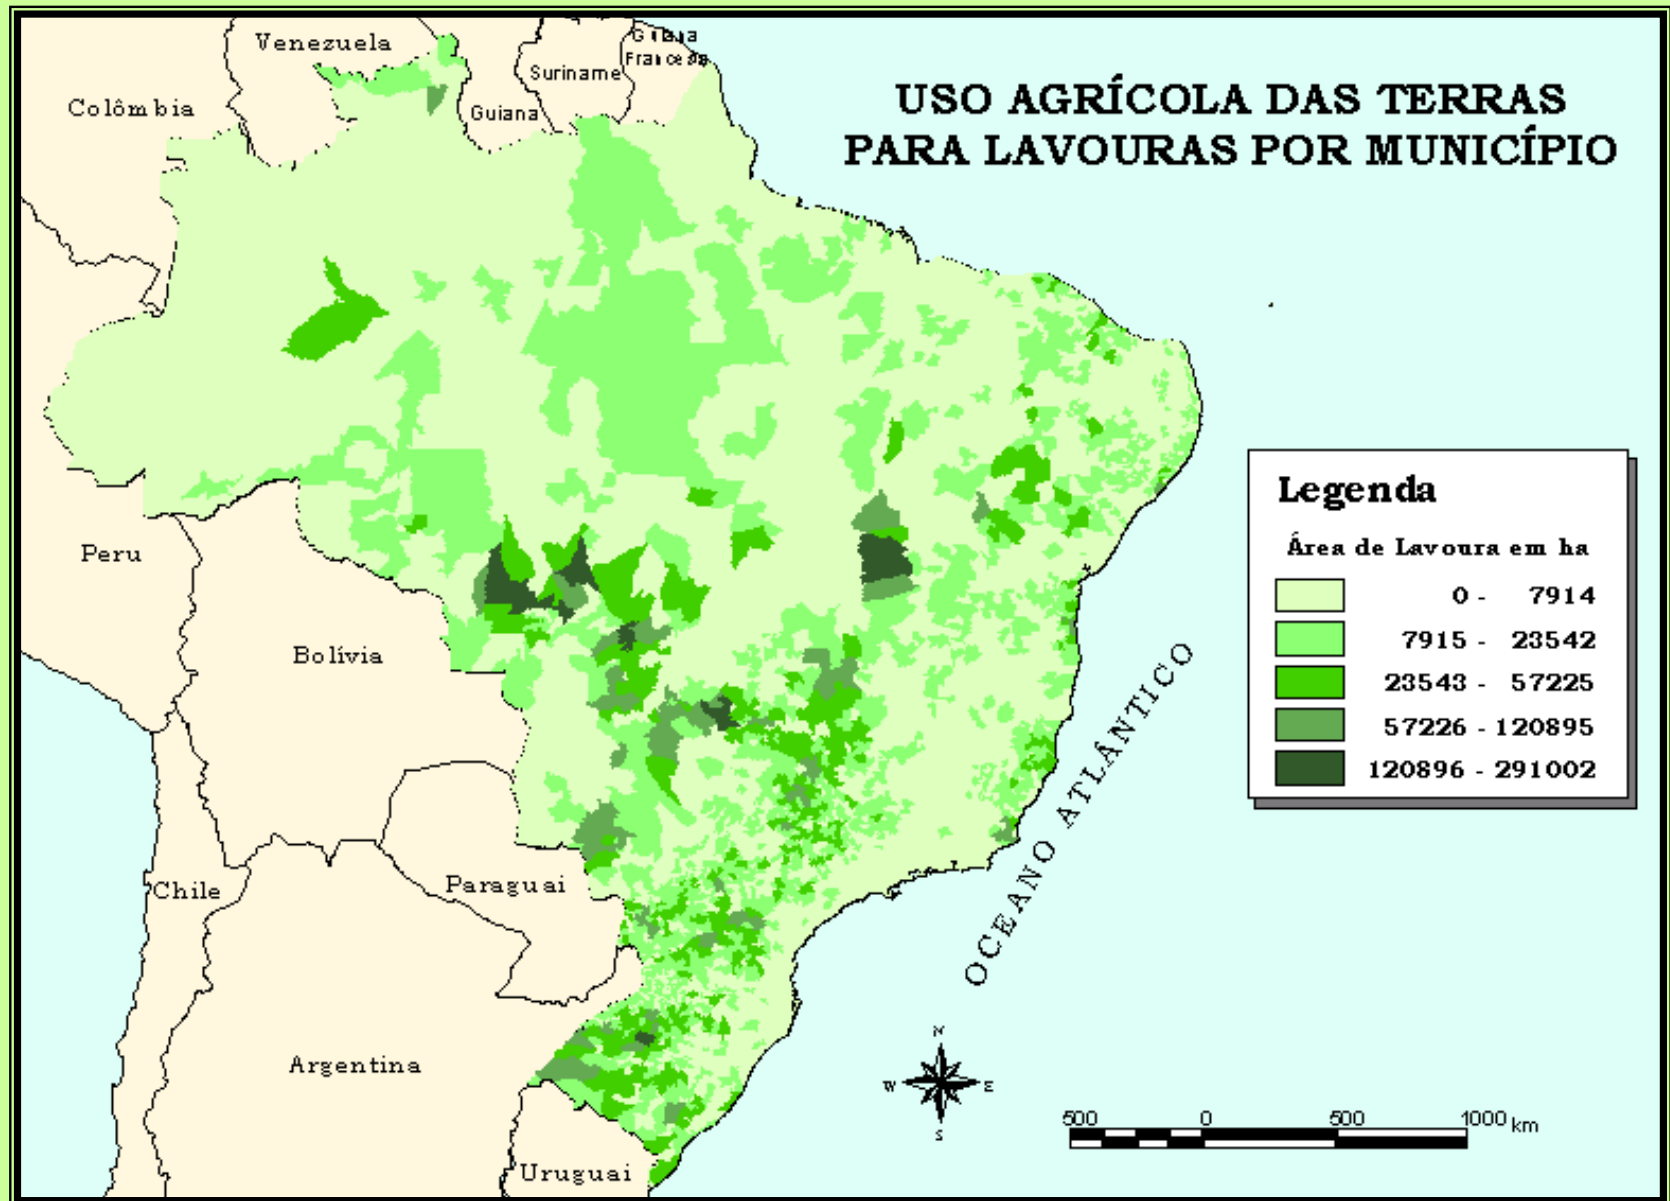 USO AGRÍCOLA DAS TERRAS
PARA LAVOURAS POR MUNICÍPIO
Venezuela
Guiana
Francesa
Suriname
Guiana
Colômbia
Peru
Bolívia
Chile
Paraguai
Argentina
Uruguai
OCEANO ATLÂNTICO
Legenda
Área de Lavoura em ha
0 - 7914
7915 - 23542
23543 - 57225
57226 - 120895
120896 - 291002
N
W E
S
500 0 500 1000 km